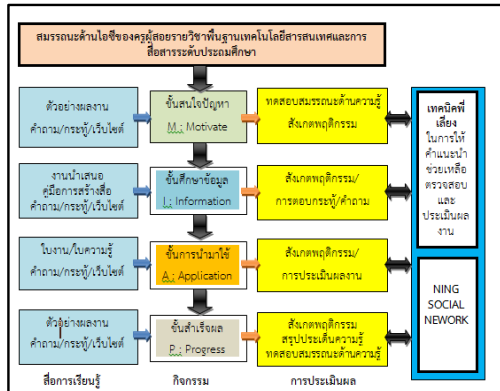 สมรรถนะด้านไอซีของครูผู้สอยรายวิชาพื้นฐานเทคโนโลยีสารสนเทศและการ
สื่อสารระดับประถมศึกษา
ตัวอย่างผลงาน
คำถาม/กระทู้/เว็บไซต์
ขั้นสนใจปัญหา
M : Motivate
ทดสอบสมรรถนะด้านความรู้
สังเกตพฤติกรรม
งานนำเสนอ
คู่มือการสร้างสื่อ
คำถาม/กระทู้/เว็บไซต์
ขั้นศึกษาข้อมูล
I : Information
สังเกตพฤติกรรม/
การตอบกระทู้/คำถาม
ใบงาน/ใบความรู้
คำถาม/กระทู้/เว็บไซต์
ขั้นการนำมาใช้
A : Application
สังเกตพฤติกรรม/
การประเมินผลงาน
ตัวอย่างผลงาน
คำถาม/กระทู้/เว็บไซต์
ขั้นสำเร็จผล
P : Progress
สังเกตพฤติกรรม
สรุปประเด็นความรู้
ทดสอบสมรรถนะด้านความรู้
เทคนิคพี่
เลี้ยง
ในการให้
คำแนะนำ
ช่วยเหลือ
ตรวจสอบ
และ
ประเมินผล
งาน
NING
SOCIAL
NEWORK
สื่อการเรียนรู้
กิจกรรม
การประเมินผล